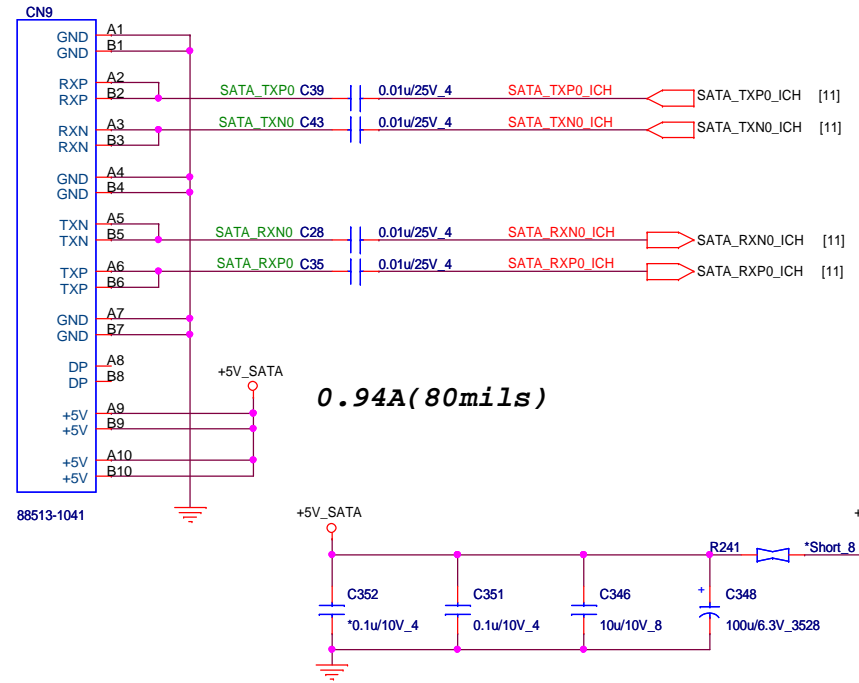 CN9
GND A1
GND B1
RXP A2
RXP B2
SATA_TXP0 C39 0.01u/25V_4 SATA_TXP0_ICH SATA_TXP0_ICH [11]
RXN A3
RXN B3
SATA_TXN0 C43 0.01u/25V_4 SATA_TXN0_ICH SATA_TXN0_ICH [11]
GND A4
GND B4
TXN A5
TXN B5
SATA_RXN0 C28 0.01u/25V_4 SATA_RXN0_ICH SATA_RXN0_ICH [11]
TXP A6
TXP B6
SATA_RXP0 C35 0.01u/25V_4 SATA_RXP0_ICH SATA_RXP0_ICH [11]
GND A7
GND B7
DP A8
DP B8
+5V_SATA
0.94A(80mils)
+5V A9
+5V B9
+5V A10
+5V B10
88513-1041
+5V_SATA
+
R241 *Short_8
C352 C351 C346 + C348
*0.1u/10V_4 0.1u/10V_4 10u/10V_8 100u/6.3V_3528